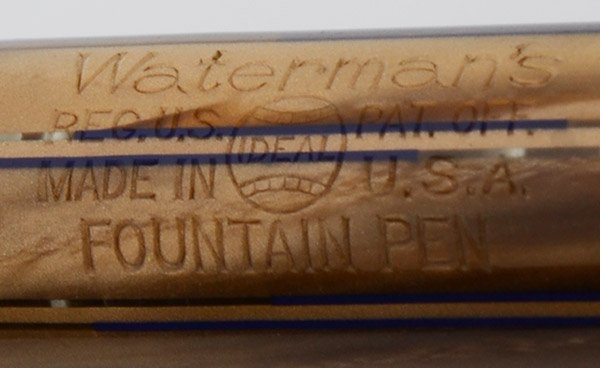 Waterman's
REG. U.S. PAT. OFF.
IDEAL
MADE IN U.S.A.
FOUNTAIN PEN